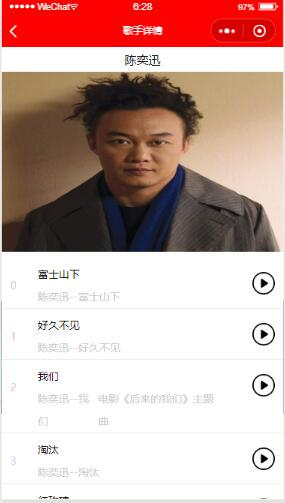 WeChat
6:28
97%
歌手详情
陈奕迅
0
富士山下
陈奕迅--富士山下
1
好久不见
陈奕迅--好久不见
2
我们
陈奕迅--我们
电影《后来的我们》主题曲
3
淘汰
陈奕迅--淘汰